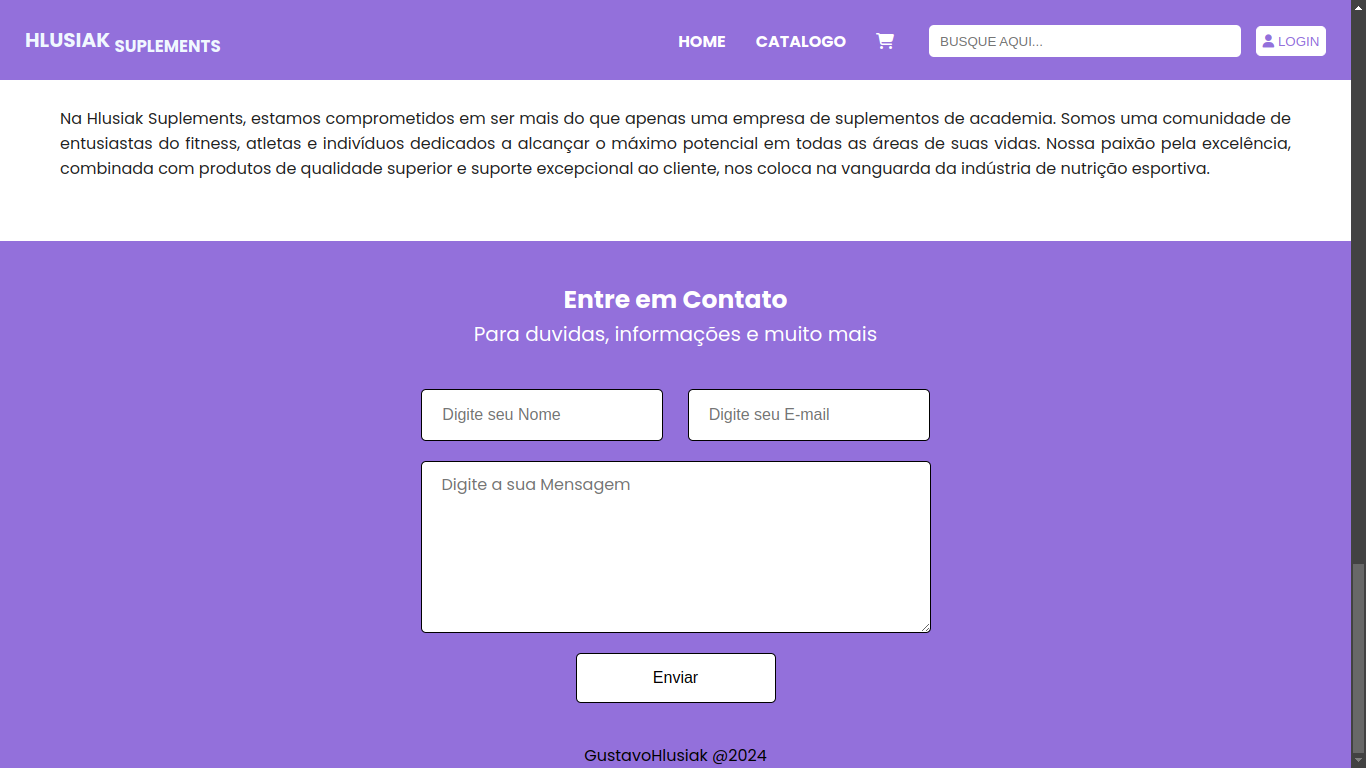 HLUSIAK SUPLEMENTS
HOME CATALOGO BUSQUE AQUI... LOGIN
Na Hlusiak Suplements, estamos comprometidos em ser mais do que apenas uma empresa de suplementos de academia. Somos uma comunidade de
entusiastas do fitness, atletas e indivíduos dedicados a alcançar o máximo potencial em todas as áreas de suas vidas. Nossa paixão pela excelência,
combinada com produtos de qualidade superior e suporte excepcional ao cliente, nos coloca na vanguarda da indústria de nutrição esportiva.
Entre em Contato
Para duvidas, informações e muito mais
Digite seu Nome Digite seu E-mail
Digite a sua Mensagem
Enviar
GustavoHlusiak @2024